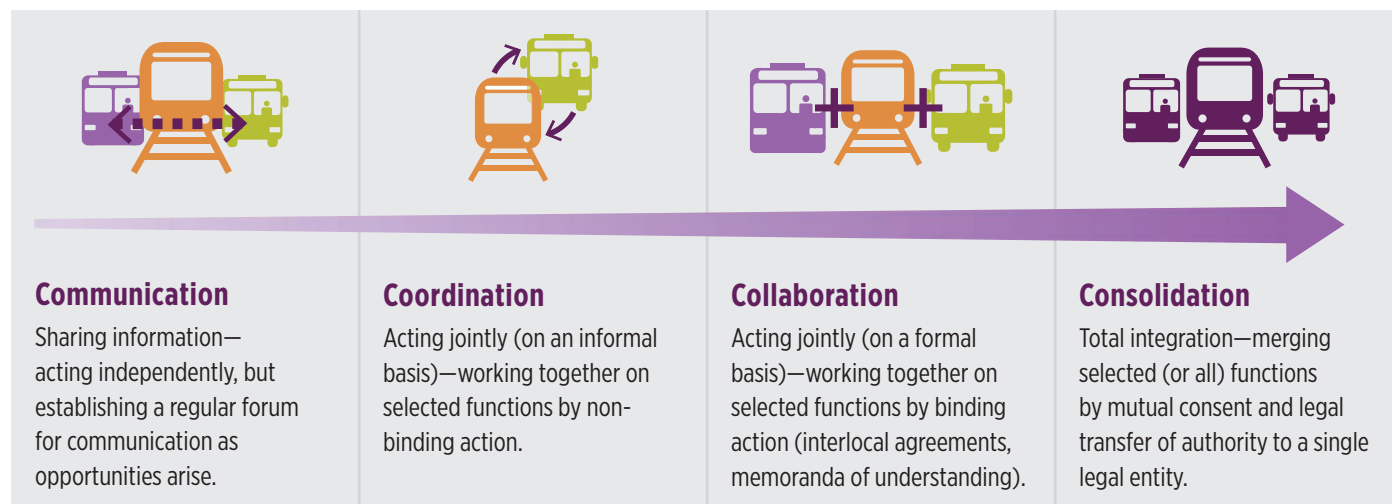 Communication
Sharing information—
acting independently, but
establishing a regular forum
for communication as
opportunities arise.
Coordination
Acting jointly (on an informal
basis)—working together on
selected functions by non-
binding action.
Collaboration
Acting jointly (on a formal
basis)—working together on
selected functions by binding
action (interlocal agreements,
memoranda of understanding).
Consolidation
Total integration—merging
selected (or all) functions
by mutual consent and legal
transfer of authority to a single
legal entity.